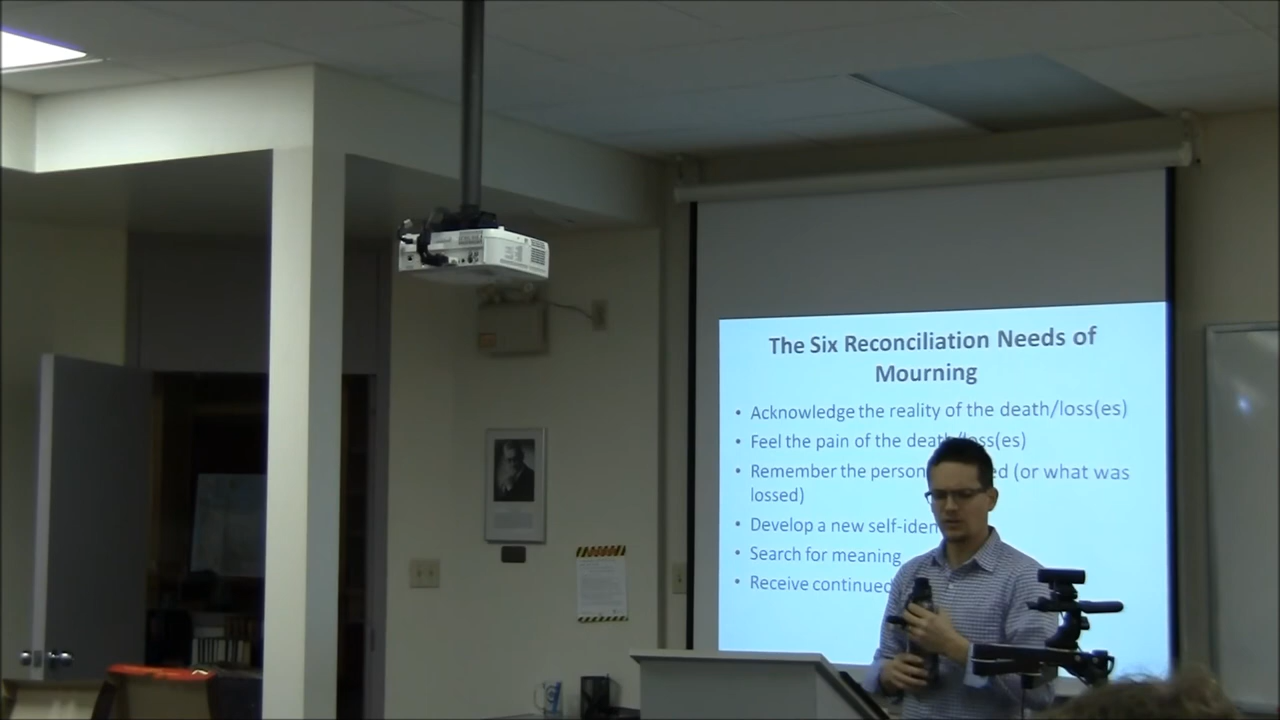 The Six Reconciliation Needs of
Mourning
• Acknowledge the reality of the death/loss(es)
• Feel the pain of the death/loss(es)
• Remember the person (or what was
lossed)
• Develop a new
• Search for meaning
• Receive continued